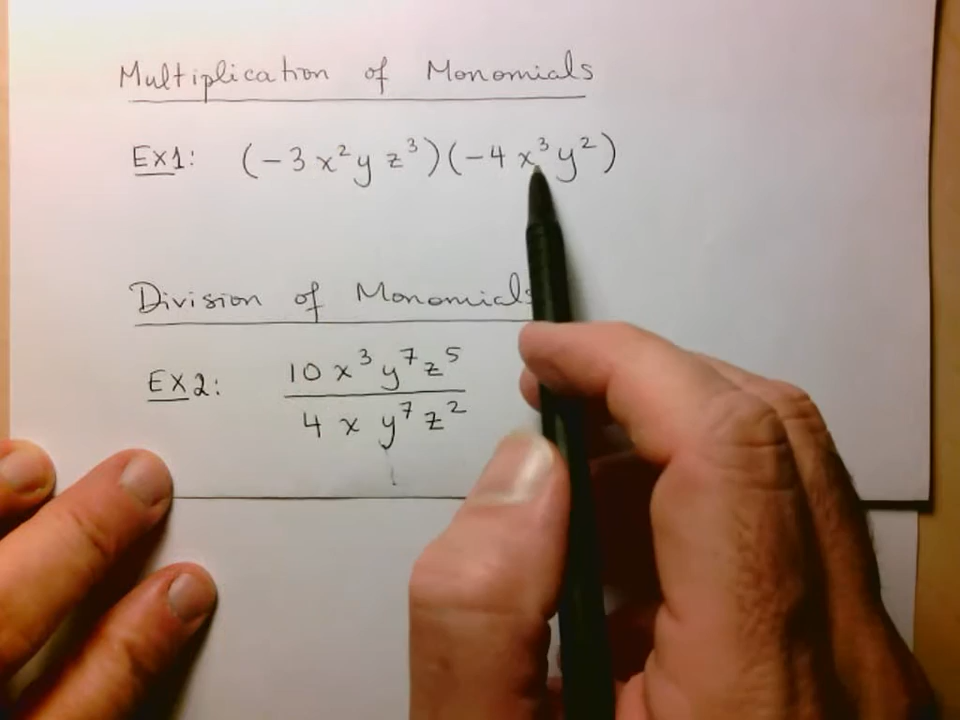 Multiplication of Monomials
EX1: (-3x²yz³)(-4x³y²)
Division of Monomials
EX2: 10x³y⁷z⁵
4xy⁷z²